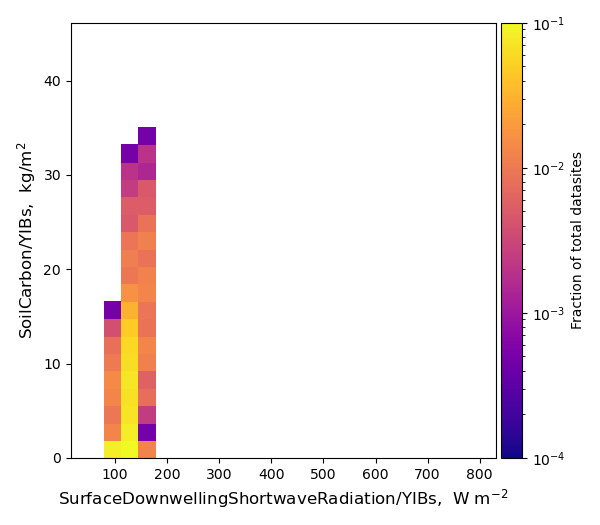 SoilCarbon/YIBs, kg/m²
40
30
20
10
0
100 200 300 400 500 600 700 800
SurfaceDownwellingShortwaveRadiation/YIBs, W m⁻²
10⁻¹
10⁻²
10⁻³
10⁻⁴
Fraction of total datasites